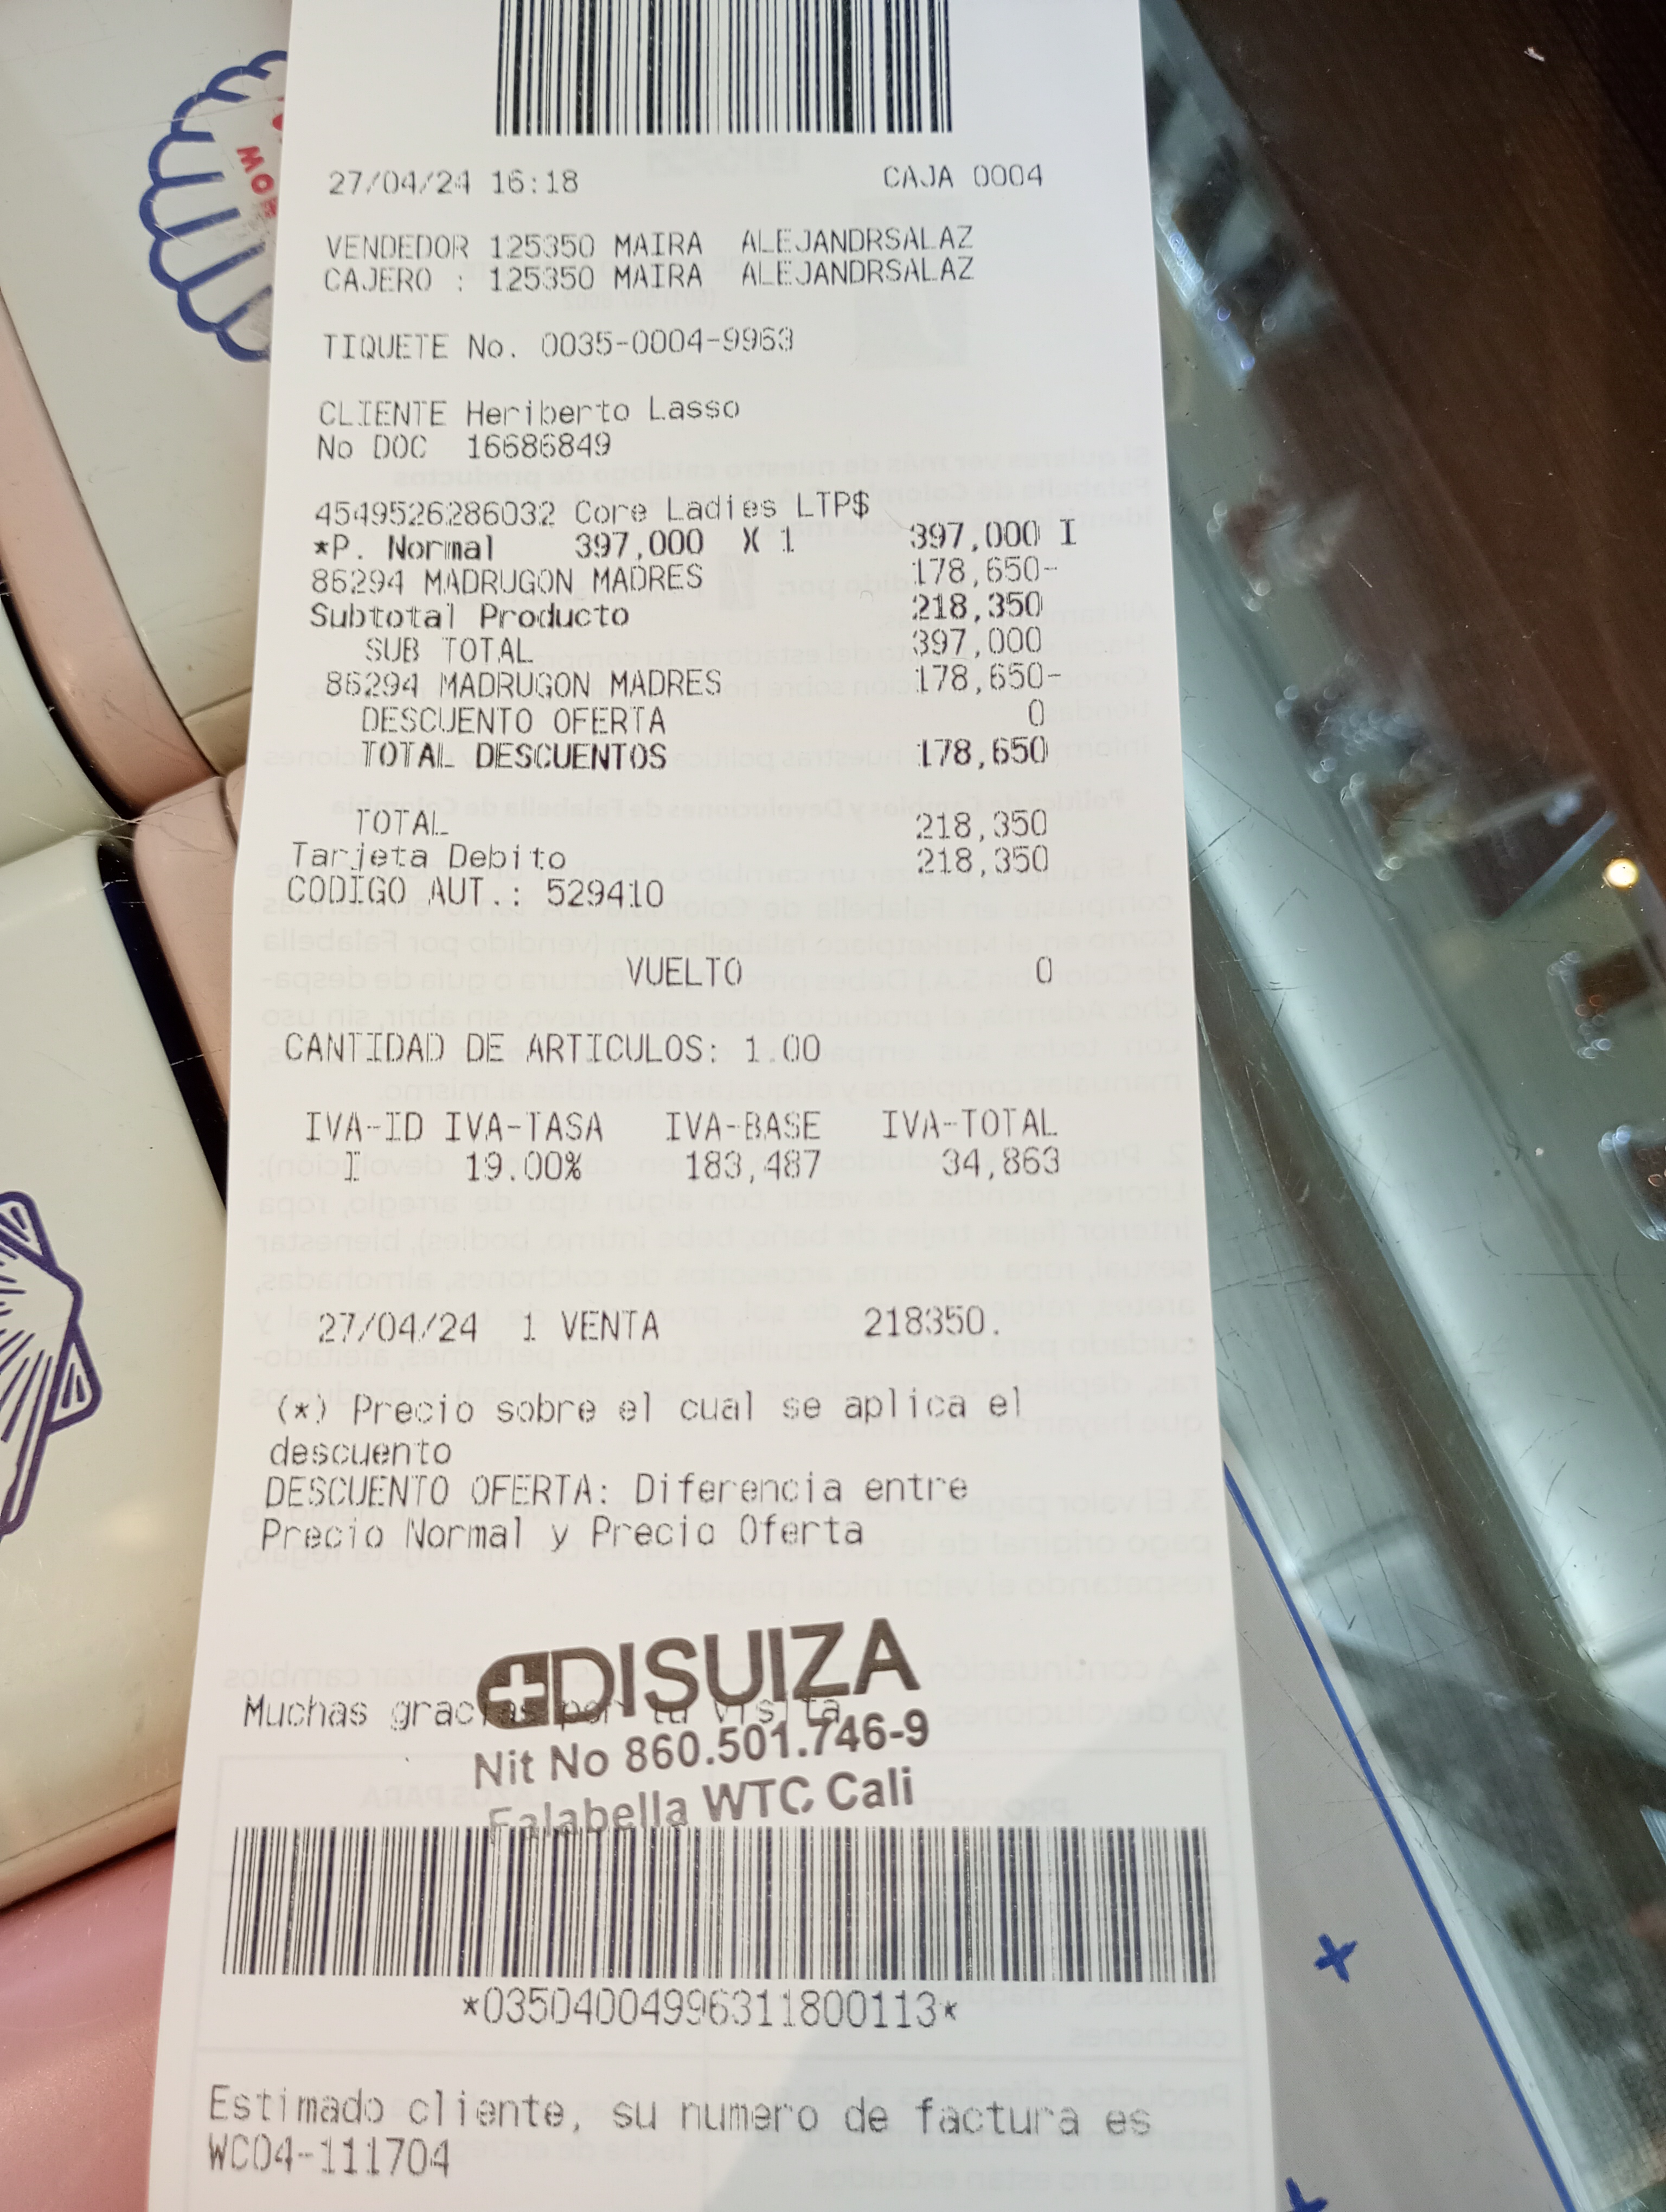 27/04/24 16:18 CAJA 0004
VENDEDOR 125350 MAIRA ALEJANDRSALAZ
CAJERO : 125350 MAIRA ALEJANDRSALAZ
TIQUETE No. 0035-0004-9963
CLIENTE Heriberto Lasso
No DOC 16686849
4549526286032 Core Ladies LTP$
*P. Normal 397,000 X 1 397,000 I
86294 MADRUGON MADRES 178,650-
Subtotal Producto 218,350
SUB TOTAL 397,000
86294 MADRUGON MADRES 178,650-
DESCUENTO OFERTA 0
TOTAL DESCUENTOS 178,650
TOTAL 218,350
Tarjeta Debito 218,350
CODIGO AUT.: 529410
VUELTO 0
CANTIDAD DE ARTICULOS: 1.00
IVA-ID IVA-TASA IVA-BASE IVA-TOTAL
I 19.00% 183,487 34,863
27/04/24 1 VENTA 218350.
(*) Precio sobre el cual se aplica el
descuento
DESCUENTO OFERTA: Diferencia entre
Precio Normal y Precio Oferta
DISUIZA
Muchas gracias por tu visita
Nit No 860.501.746-9
Falabella WTC Cali
*03504004996311800113*
Estimado cliente, su numero de factura es
WC04-111704